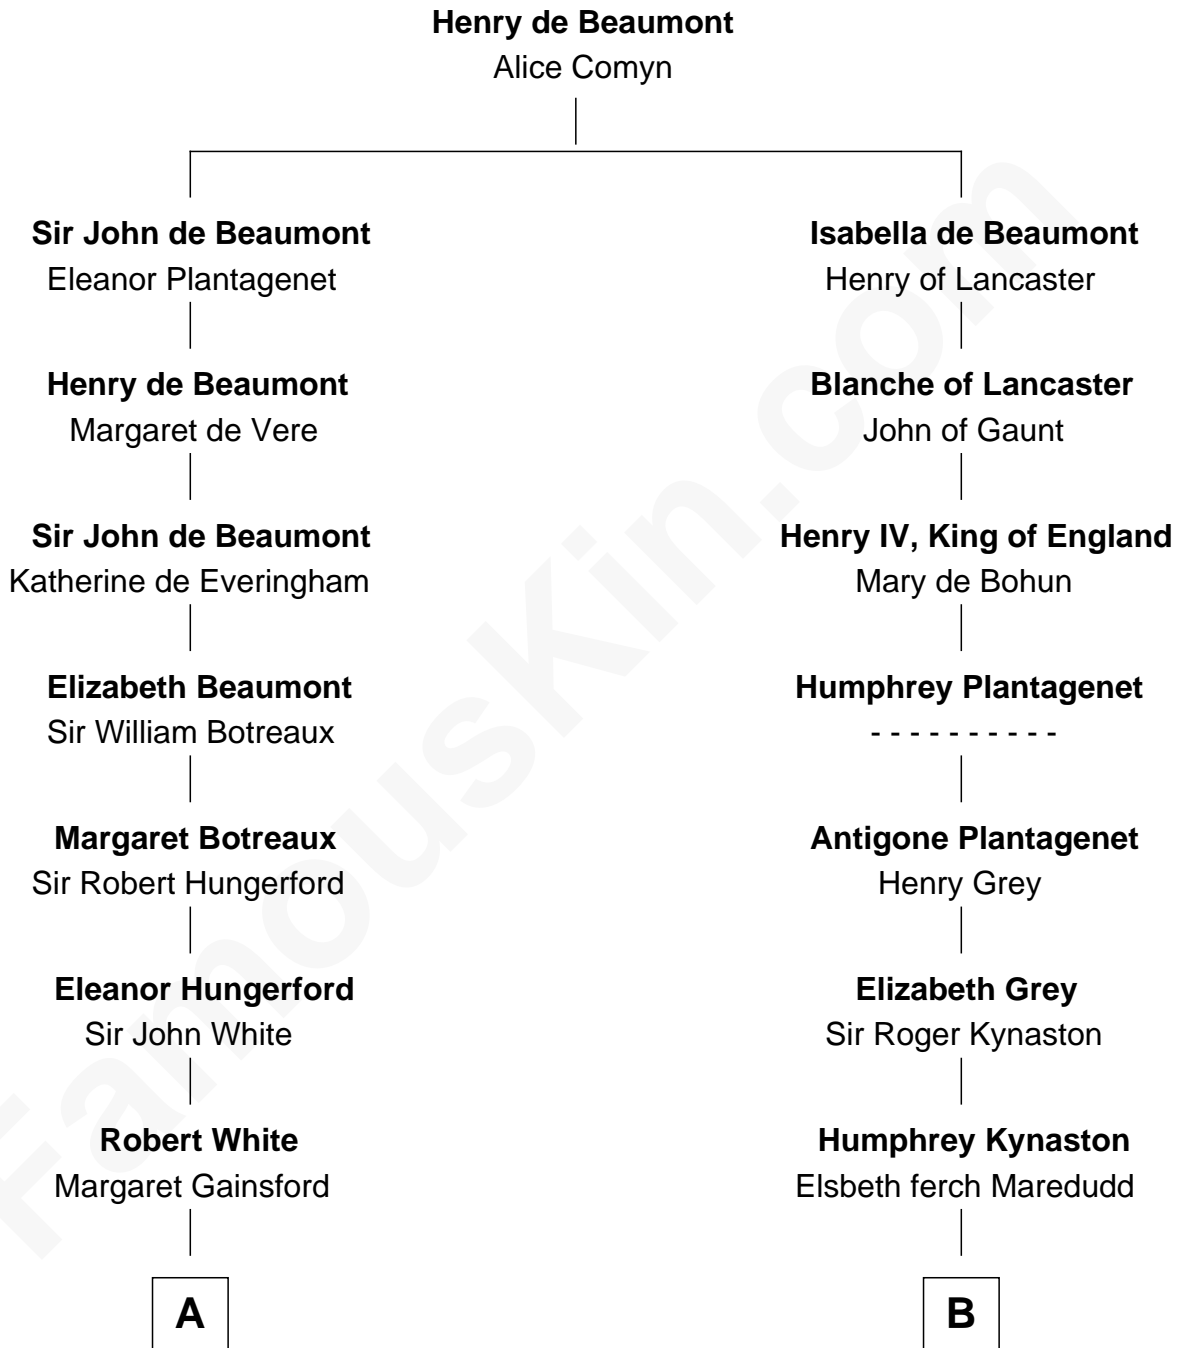 Henry de Beaumont
Alice Comyn
Sir John de Beaumont
Eleanor Plantagenet
Henry de Beaumont
Margaret de Vere
Sir John de Beaumont
Katherine de Everingham
Elizabeth Beaumont
Sir William Botreaux
Margaret Botreaux
Sir Robert Hungerford
Eleanor Hungerford
Sir John White
Robert White
Margaret Gainsford
A
Isabella de Beaumont
Henry of Lancaster
Blanche of Lancaster
John of Gaunt
Henry IV, King of England
Mary de Bohun
Humphrey Plantagenet
- - - - - - - - - -
Antigone Plantagenet
Henry Grey
Elizabeth Grey
Sir Roger Kynaston
Humphrey Kynaston
Elsbeth ferch Maredudd
B
FamousKin.com